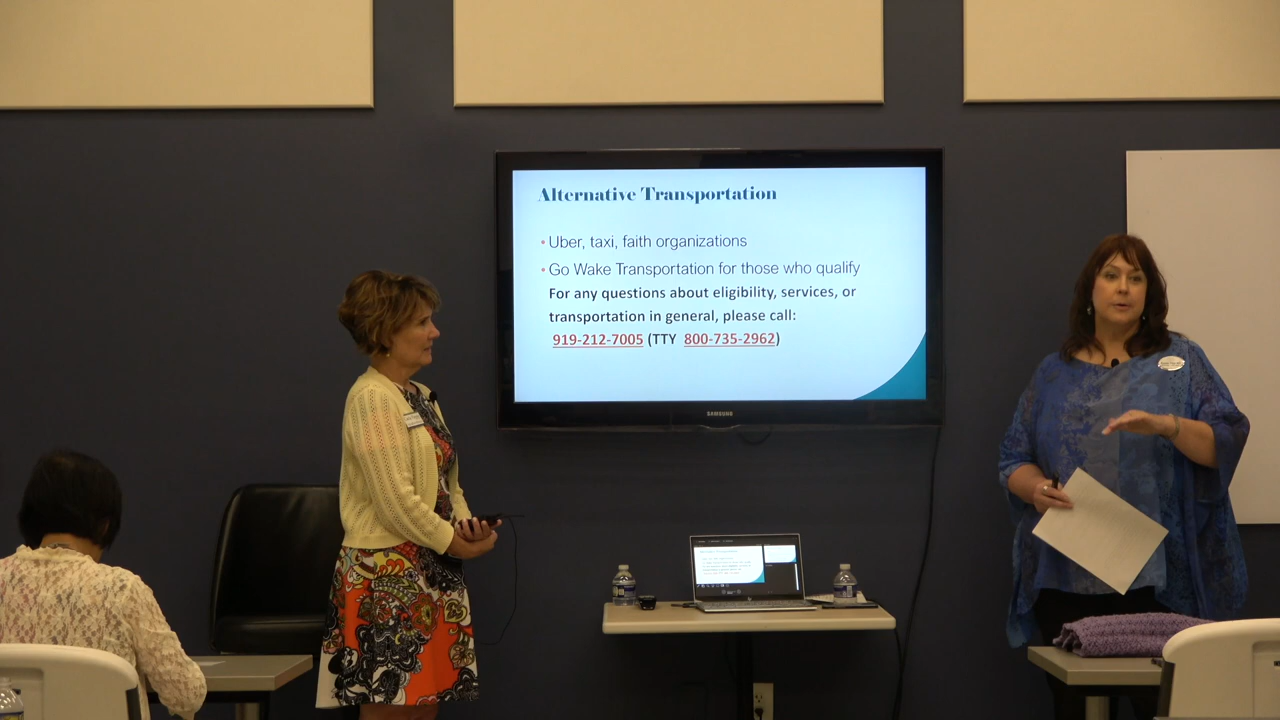 Alternative Transportation
• Uber, taxi, faith organizations
• Go Wake Transportation for those who qualify
For any questions about eligibility, services, or
transportation in general, please call:
919-212-7005 (TTY 800-735-2962)
SAMSUNG